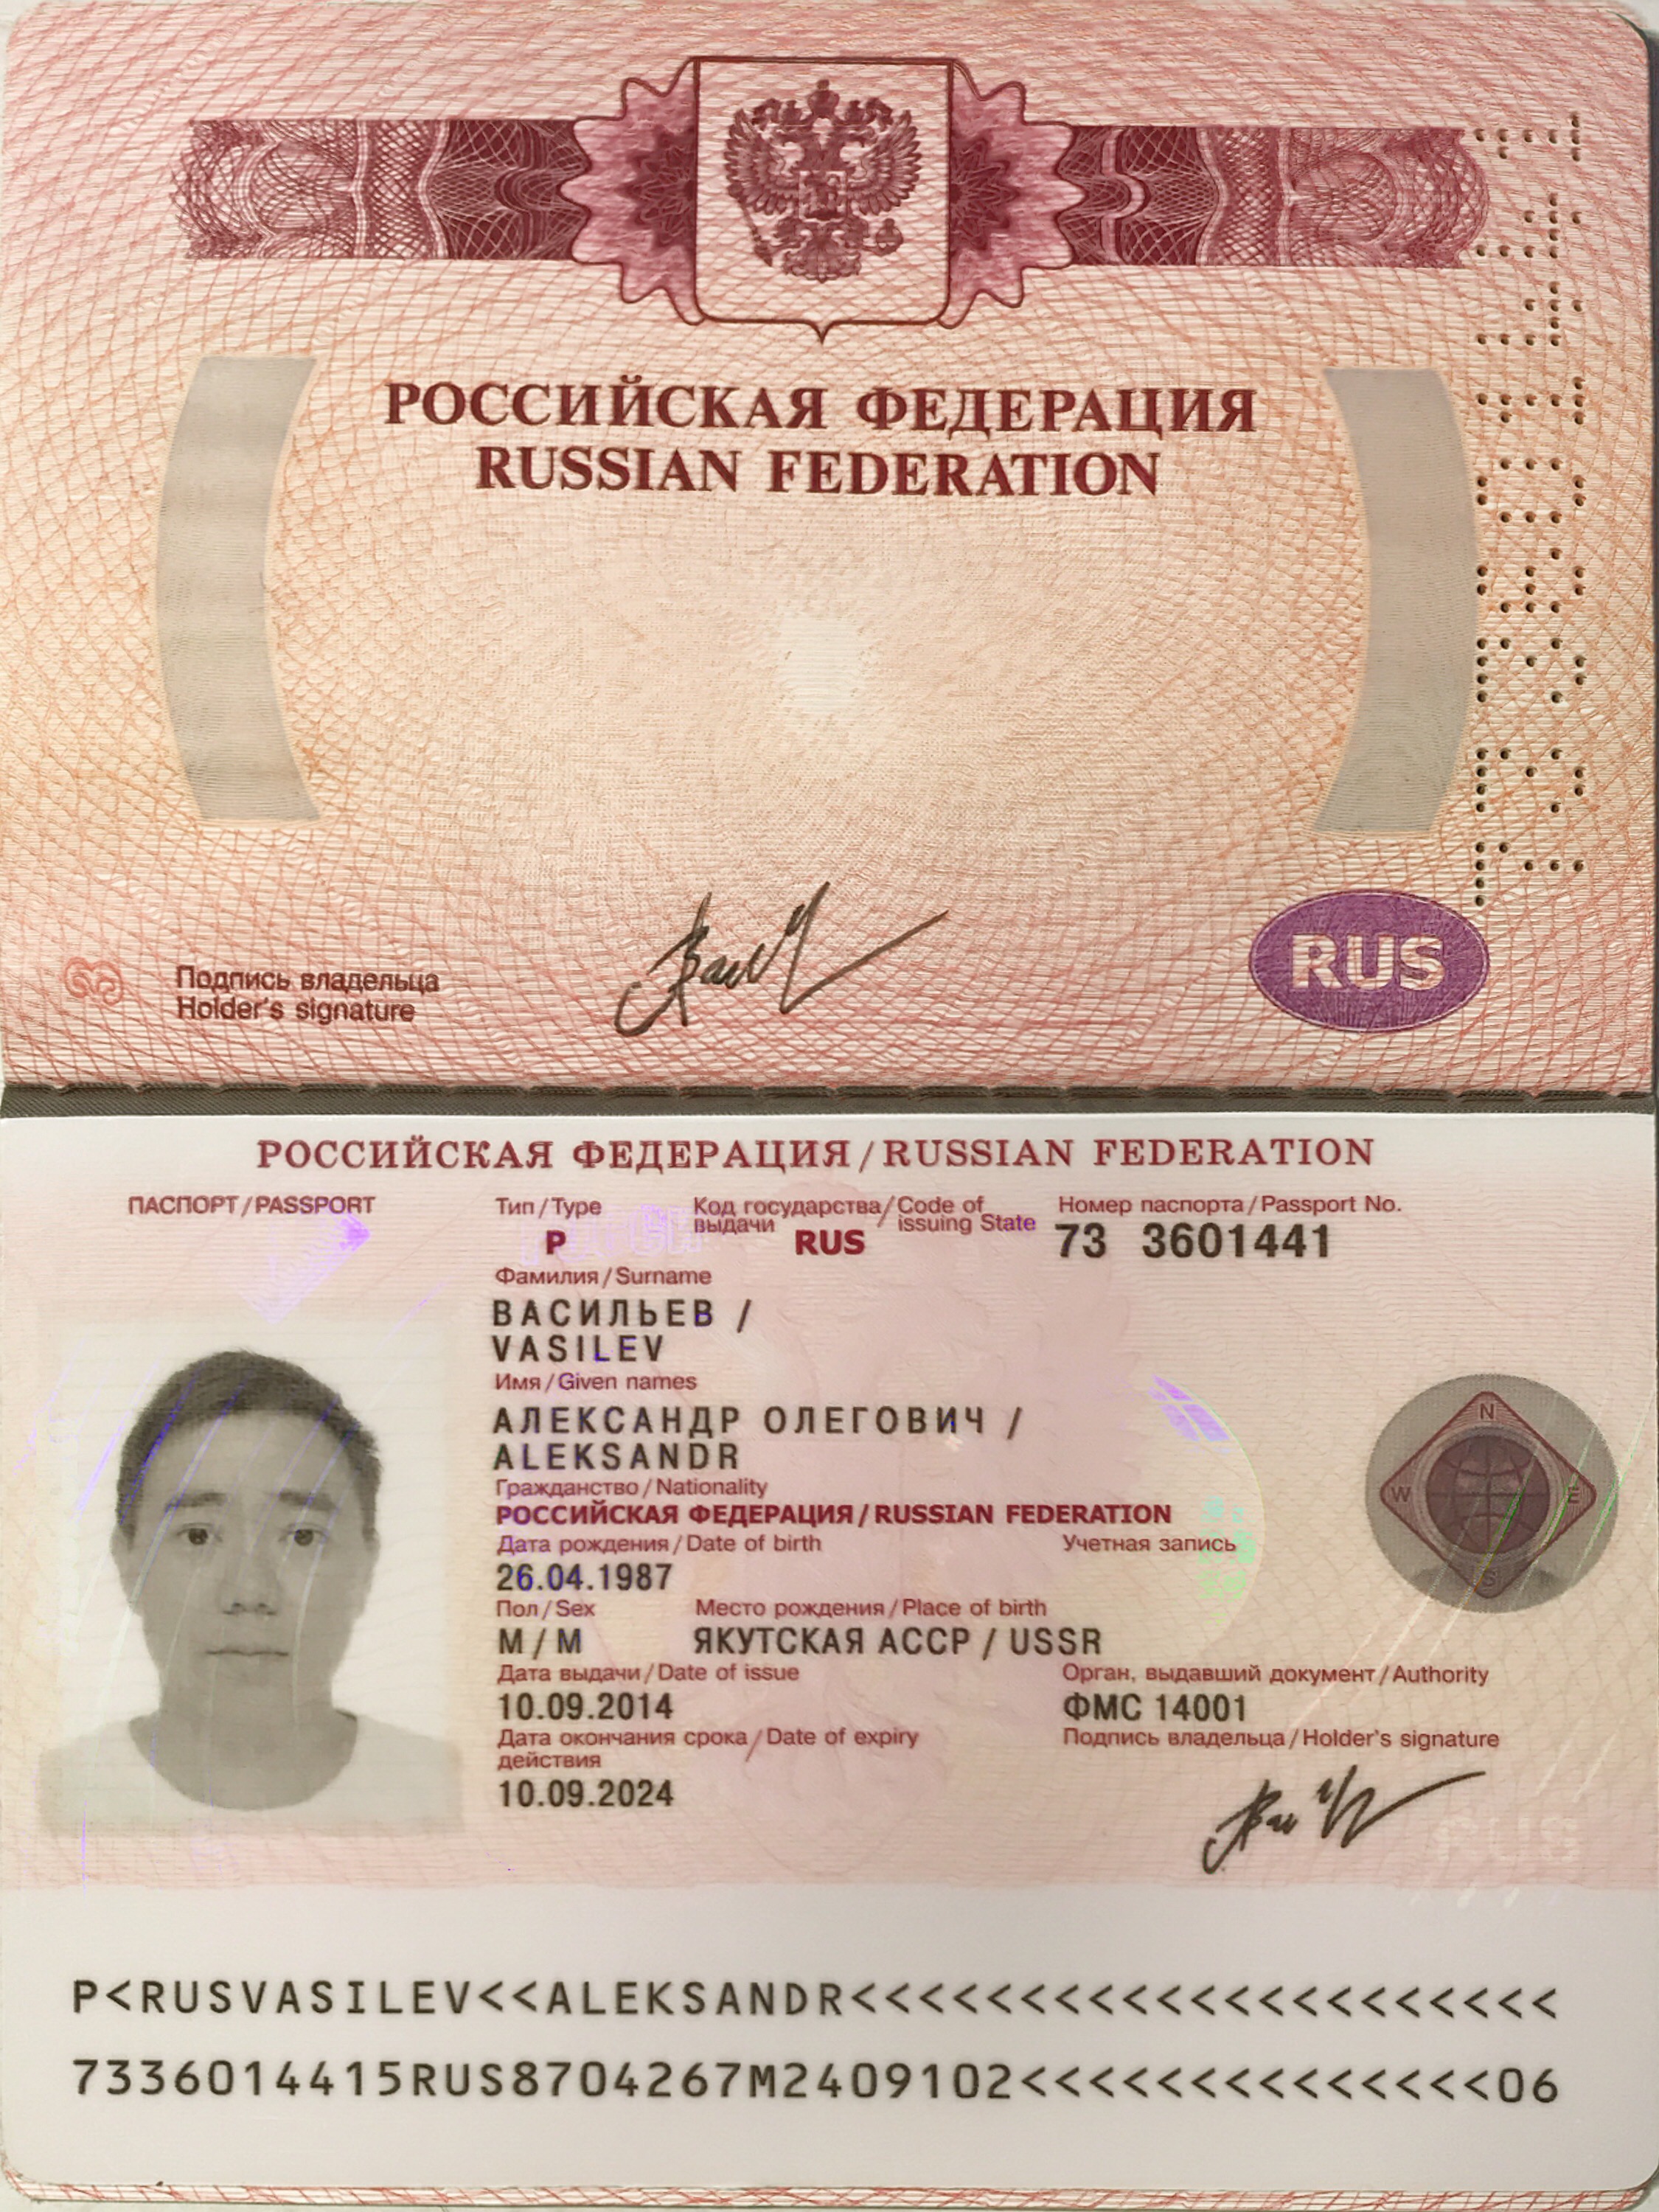 РОССИЙСКАЯ ФЕДЕРАЦИЯ
RUSSIAN FEDERATION
Подпись владельца
Holder's signature
RUS
РОССИЙСКАЯ ФЕДЕРАЦИЯ / RUSSIAN FEDERATION
ПАСПОРТ / PASSPORT
Тип / Type
Код государства / Code of
выдачи issuing State
Номер паспорта / Passport No.
P
RUS
73 3601441
Фамилия / Surname
ВАСИЛЬЕВ /
VASILEV
Имя / Given names
АЛЕКСАНДР ОЛЕГОВИЧ /
ALEKSANDR
Гражданство / Nationality
РОССИЙСКАЯ ФЕДЕРАЦИЯ / RUSSIAN FEDERATION
Дата рождения / Date of birth
Учетная запись
26.04.1987
Пол / Sex
Место рождения / Place of birth
М / M
ЯКУТСКАЯ АССР / USSR
Дата выдачи / Date of issue
Орган, выдавший документ / Authority
10.09.2014
ФМС 14001
Дата окончания срока / Date of expiry
действия
Подпись владельца / Holder's signature
10.09.2024
N
W
E
S
RUS
P<RUSVASILEV<<ALEKSANDR<<<<<<<<<<<<<<<<<<<<<
7336014415RUS8704267M2409102<<<<<<<<<<<<<<06